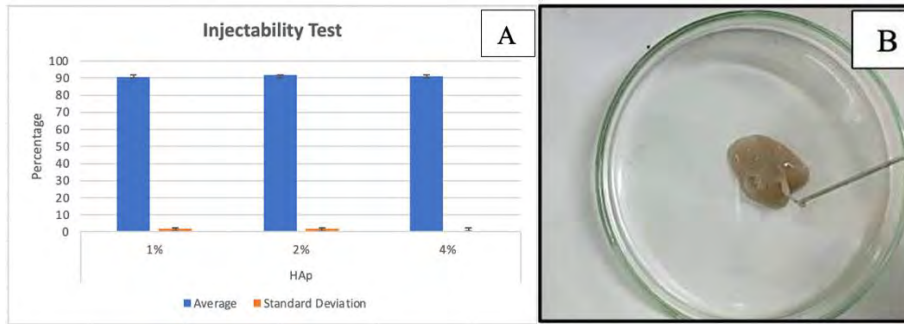 Injectability Test
A
100
90
80
70
60
50
40
30
20
10
0
Percentage
1% 2% 4%
HAp
Average Standard Deviation
B